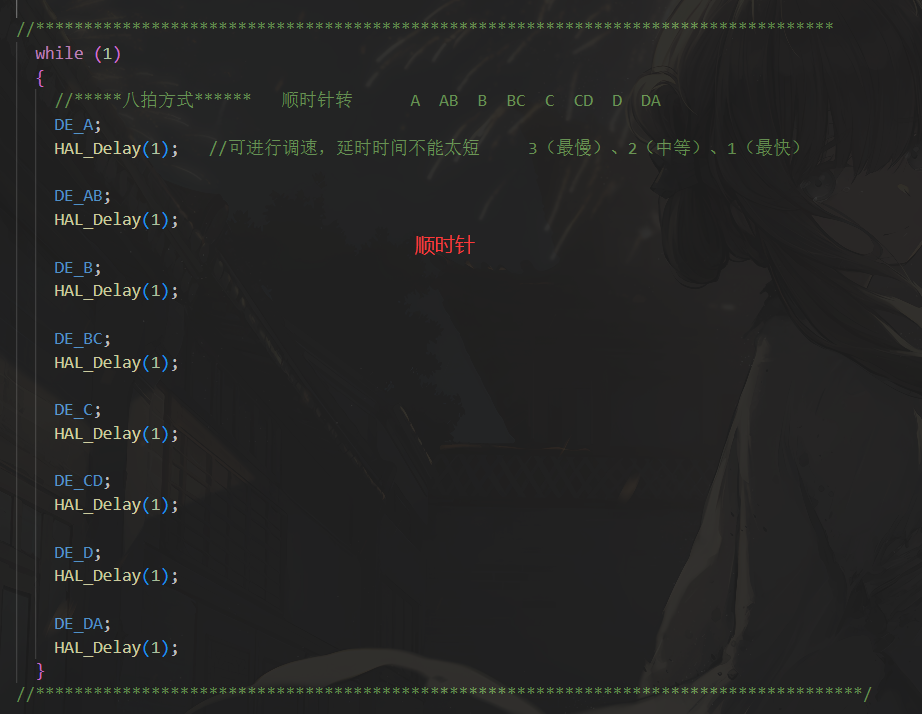 //***********************************************************************************
while (1)
{
//*****八拍方式****** 顺时针转 A AB B BC C CD D DA
DE_A;
HAL_Delay(1); //可进行调速，延时时间不能太短 3（最慢）、2（中等）、1（最快）
DE_AB;
HAL_Delay(1);
顺时针
DE_B;
HAL_Delay(1);
DE_BC;
HAL_Delay(1);
DE_C;
HAL_Delay(1);
DE_CD;
HAL_Delay(1);
DE_D;
HAL_Delay(1);
DE_DA;
HAL_Delay(1);
}
//**************************************************************************************/